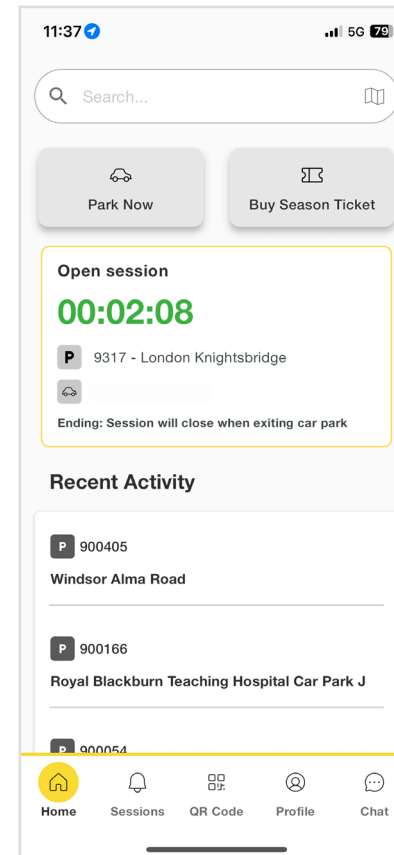 11:37
5G 79
Search...
Park Now
Buy Season Ticket
Open session
00:02:08
P 9317 - London Knightsbridge
Ending: Session will close when exiting car park
Recent Activity
P 900405
Windsor Alma Road
P 900166
Royal Blackburn Teaching Hospital Car Park J
P 900054
Home Sessions QR Code Profile Chat